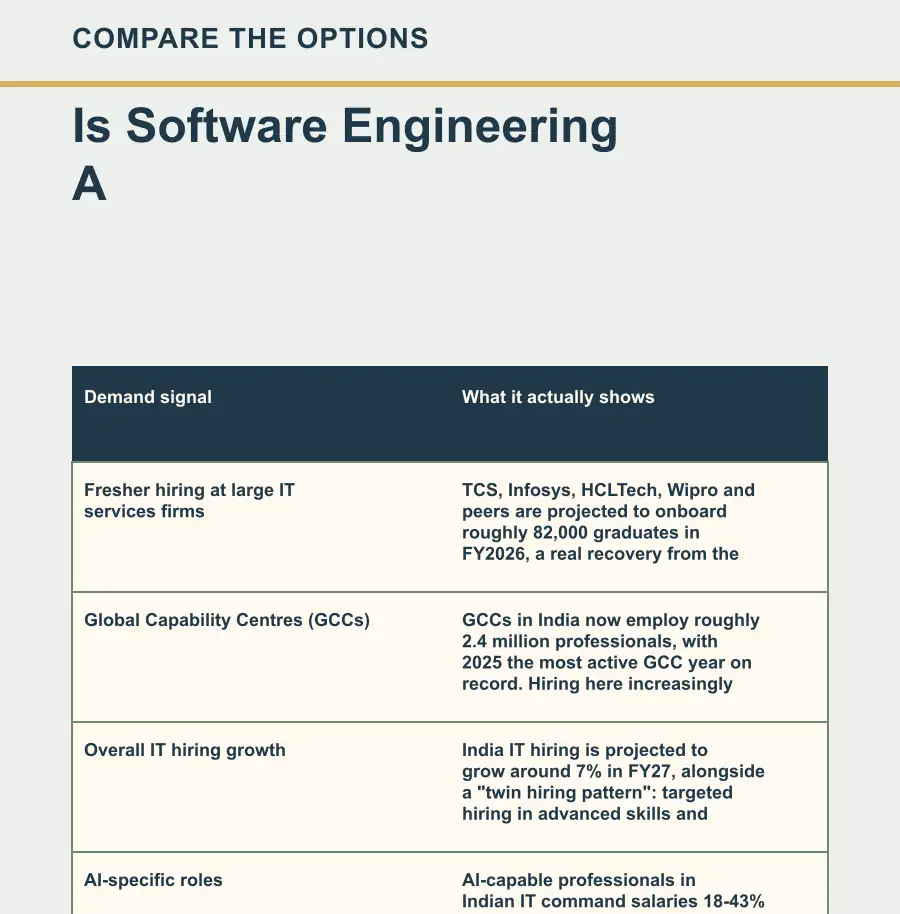 COMPARE THE OPTIONS
Is Software Engineering
A
Demand signal
What it actually shows
Fresher hiring at large IT
services firms
TCS, Infosys, HCLTech, Wipro and
peers are projected to onboard
roughly 82,000 graduates in
FY2026, a real recovery from the
Global Capability Centres (GCCs)
GCCs in India now employ roughly
2.4 million professionals, with
2025 the most active GCC year on
record. Hiring here increasingly
Overall IT hiring growth
India IT hiring is projected to
grow around 7% in FY27, alongside
a "twin hiring pattern": targeted
hiring in advanced skills and
AI-specific roles
AI-capable professionals in
Indian IT command salaries 18-43%